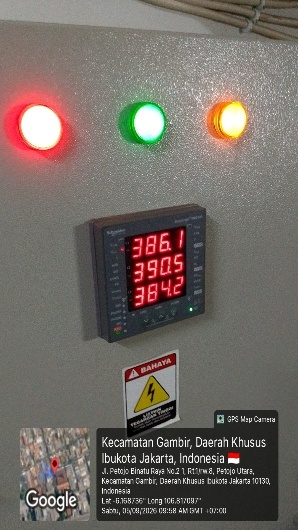 Schneider
386.1
390.5
384.2
BAHAYA
GPS Map Camera
Kecamatan Gambir, Daerah Khusus
Ibukota Jakarta, Indonesia 🇮🇩
Jl. Petojo Binatu Raya No.2 1, Rt1/rw.8, Petojo Utara,
Kecamatan Gambir, Daerah Khusus Ibukota Jakarta 10130,
Indonesia
Lat -6.168736° Long 106.817097°
Sabtu, 05/09/2026 09:58 AM GMT +07:00
Google